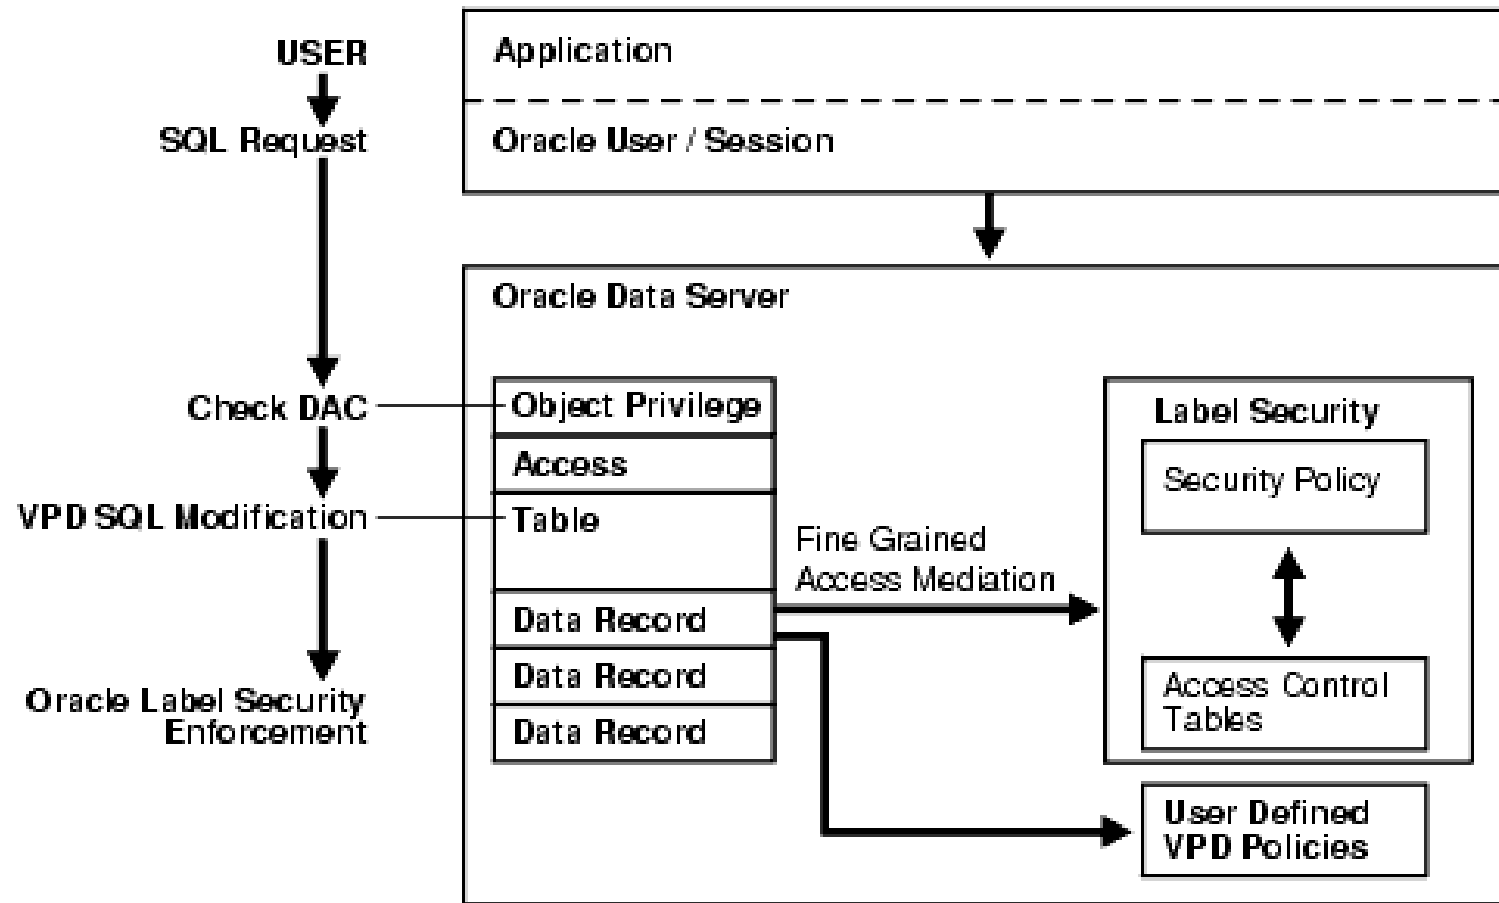 USER
SQL Request
Check DAC
VPD SQL Modification
Oracle Label Security
Enforcement
Application
Oracle User / Session
Oracle Data Server
Object Privilege
Access
Table
Data Record
Data Record
Data Record
Fine Grained
Access Mediation
Label Security
Security Policy
Access Control
Tables
User Defined
VPD Policies